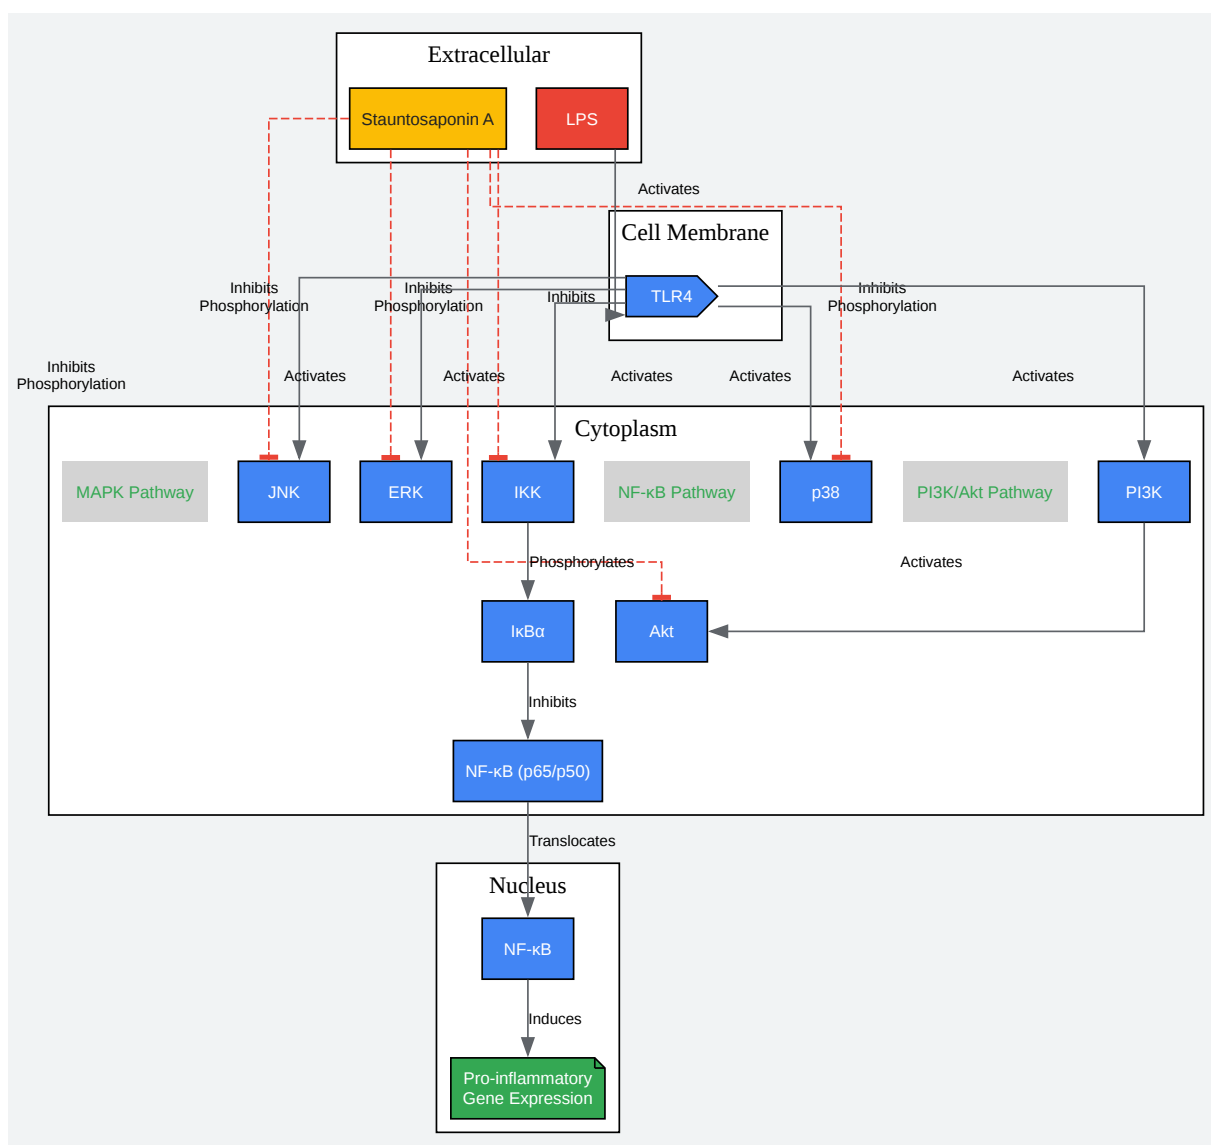 Extracellular
Stauntosaponin A
LPS
Activates
Cell Membrane
TLR4
Inhibits
Phosphorylation
Inhibits
Phosphorylation
Inhibits
Inhibits
Phosphorylation
Inhibits
Phosphorylation
Activates
Activates
Activates
Activates
Activates
Cytoplasm
MAPK Pathway
JNK
ERK
IKK
NF-κB Pathway
p38
PI3K/Akt Pathway
PI3K
Phosphorylates
Activates
IκBα
Akt
Inhibits
NF-κB (p65/p50)
Translocates
Nucleus
NF-κB
Induces
Pro-inflammatory
Gene Expression